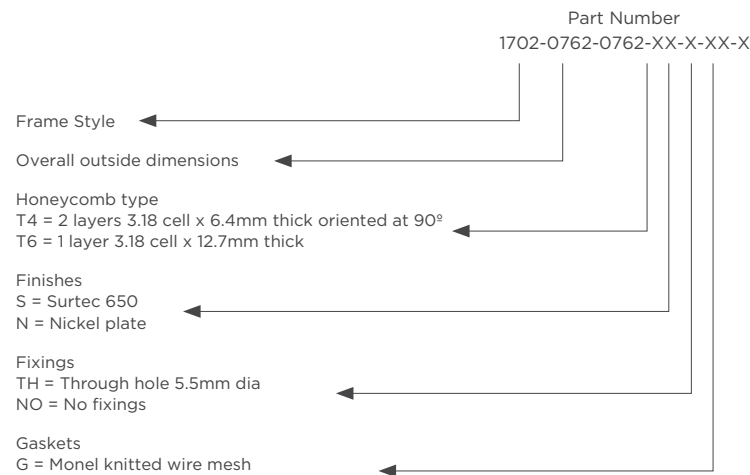 Part Number
1702-0762-0762-XX-X-XX-X
Frame Style
Overall outside dimensions
Honeycomb type
T4 = 2 layers 3.18 cell x 6.4mm thick oriented at 90º
T6 = 1 layer 3.18 cell x 12.7mm thick
Finishes
S = Surtec 650
N = Nickel plate
Fixings
TH = Through hole 5.5mm dia
NO = No fixings
Gaskets
G = Monel knitted wire mesh